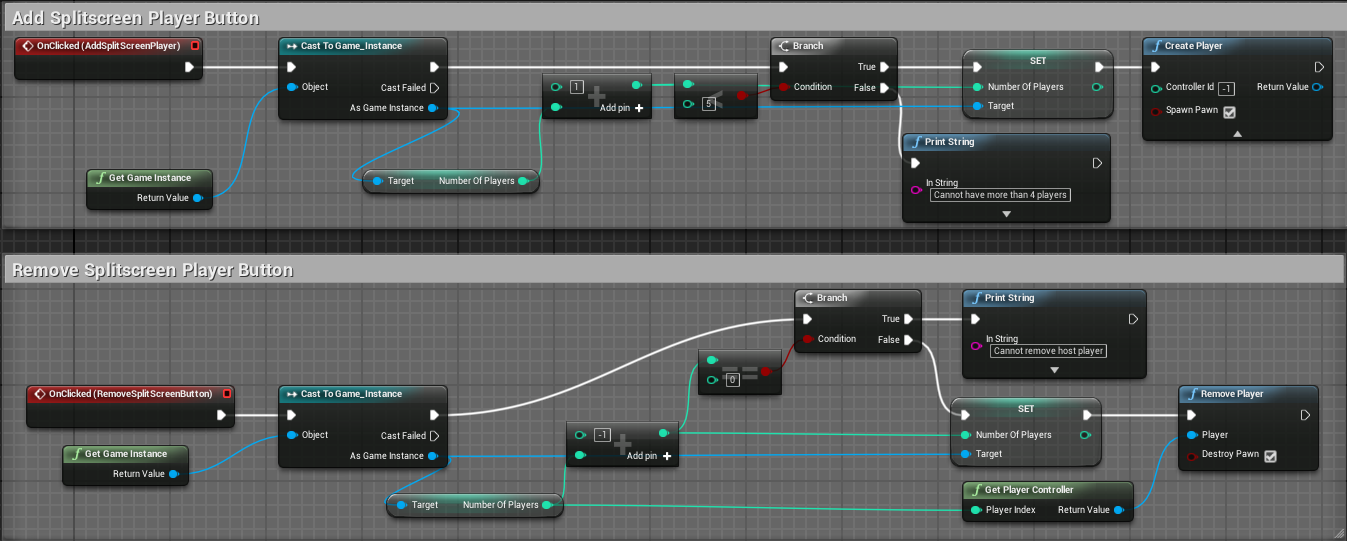 Add Splitscreen Player Button
OnClicked (AddSplitScreenPlayer)
Cast To Game_Instance
Object
Cast Failed
As Game Instance
Get Game Instance
Return Value
Target Number Of Players
1
Add pin +
5
Branch
True
Condition False
SET
Number Of Players
Target
Create Player
Controller Id -1 Return Value
Spawn Pawn
Print String
In String
Cannot have more than 4 players
Remove Splitscreen Player Button
OnClicked (RemoveSplitScreenButton)
Cast To Game_Instance
Object
Cast Failed
As Game Instance
Get Game Instance
Return Value
Target Number Of Players
-1
Add pin +
0
Branch
True
Condition False
Print String
In String
Cannot remove host player
SET
Number Of Players
Target
Get Player Controller
Player Index Return Value
Remove Player
Player
Destroy Pawn